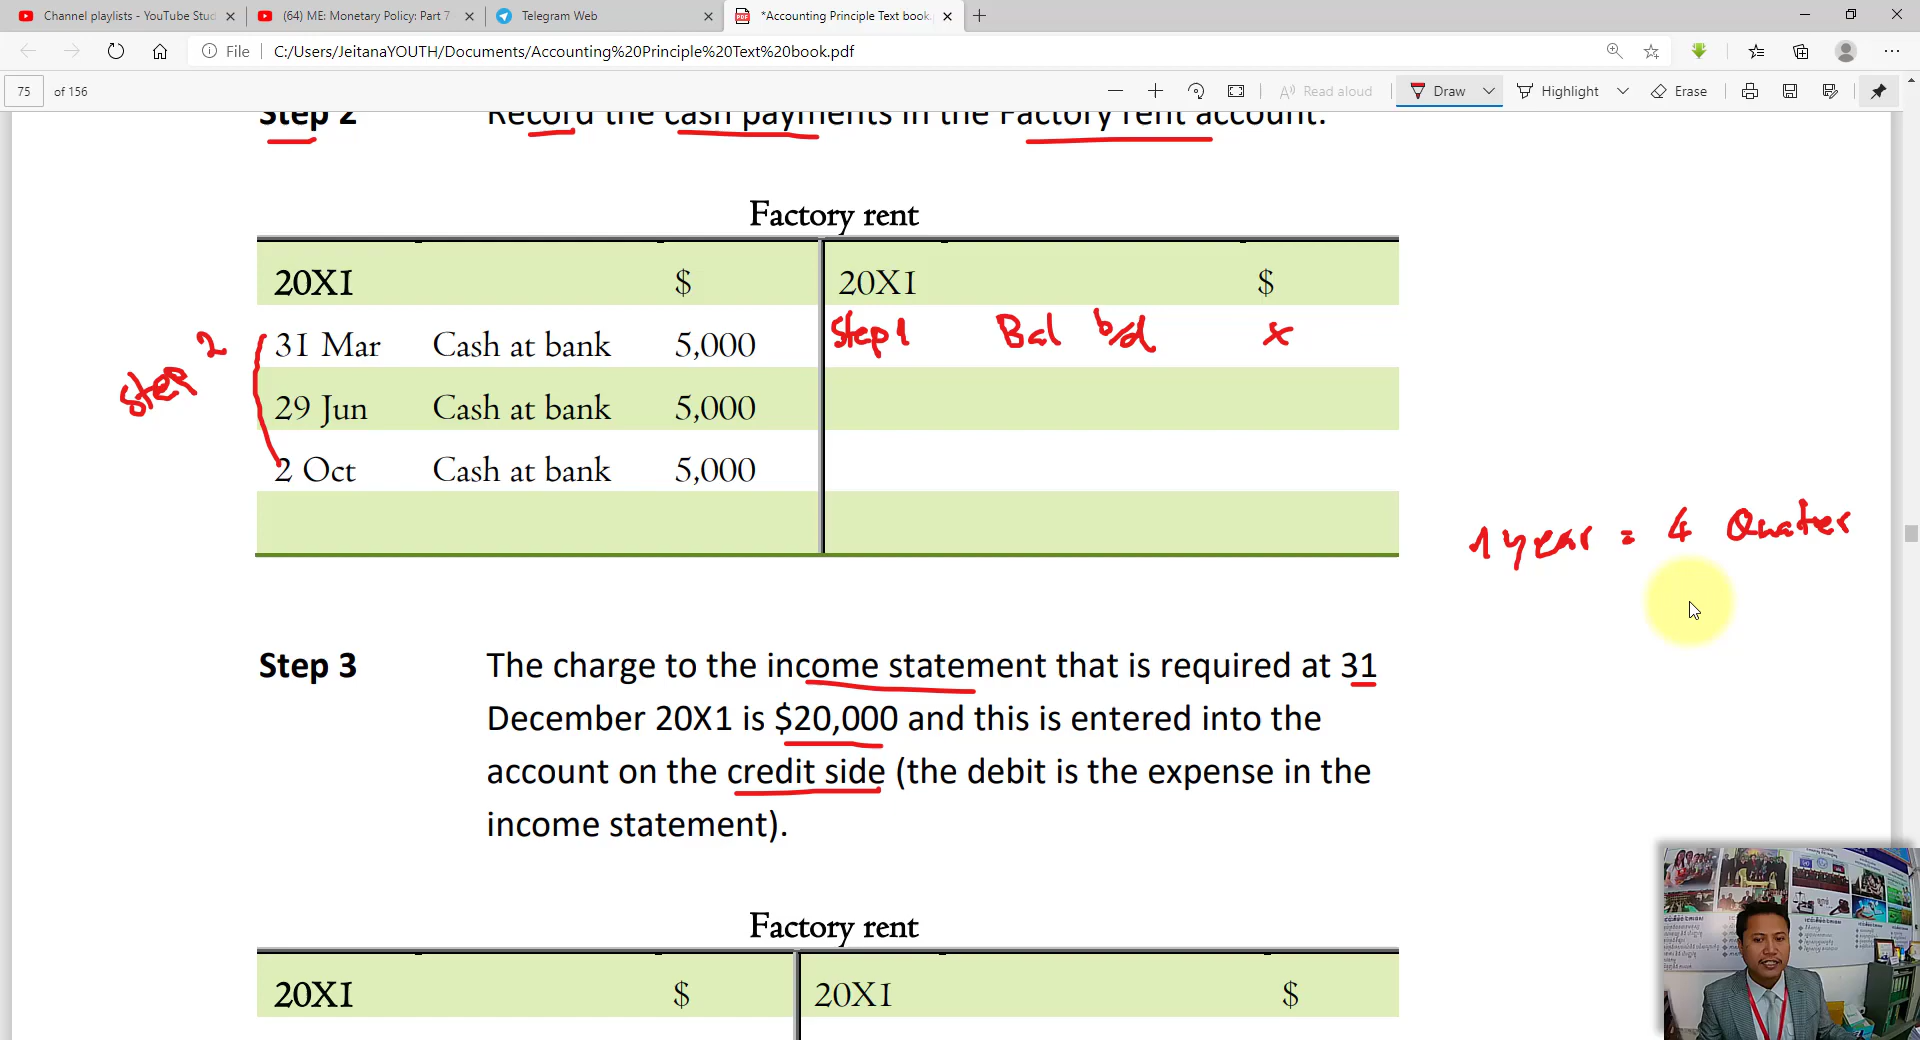 Channel playlists - YouTube Stud
(64) ME: Monetary Policy: Part 7
Telegram Web
*Accounting Principle Text book.
File
C:/Users/JeitanaYOUTH/Documents/Accounting%20Principle%20Text%20book.pdf
75 of 156
Read aloud
Draw
Highlight
Erase
Step 2 Record the cash payments in the Factory rent account.
Factory rent
20X1 $ 20X1 $
31 Mar Cash at bank 5,000 Step 1 Bal b/d x
29 Jun Cash at bank 5,000
2 Oct Cash at bank 5,000
Step 2
1 year = 4 Quater
Step 3 The charge to the income statement that is required at 31
December 20X1 is $20,000 and this is entered into the
account on the credit side (the debit is the expense in the
income statement).
Factory rent
20X1 $ 20X1 $